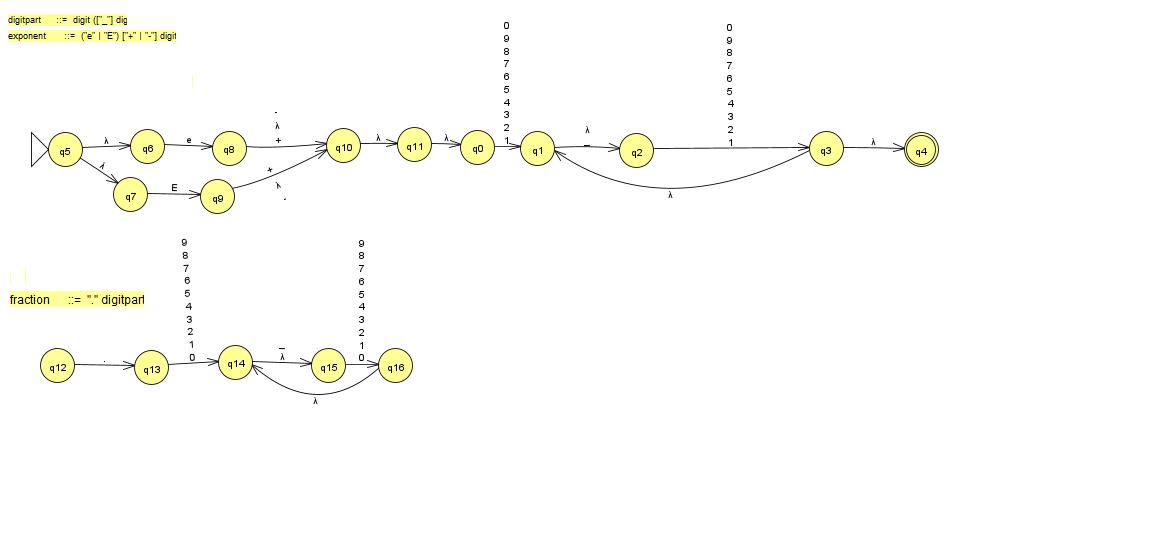 digitpart ::= digit (["_"] dig
exponent ::= ("e" | "E") ["+" | "-"] digit
0
9
8
7
6
5
4
3
2
1
0
9
8
7
6
5
4
3
2
1
q5
λ
q6
e
q8
-
λ
+
q10
λ
q11
λ
q0
q1
λ
_
q2
q3
λ
q4
λ
q7
E
q9
+
λ
-
λ
9
8
7
6
5
4
3
2
1
0
9
8
7
6
5
4
3
2
1
0
fraction ::= "." digitpart
q12
.
q13
q14
_
λ
q15
q16
λ